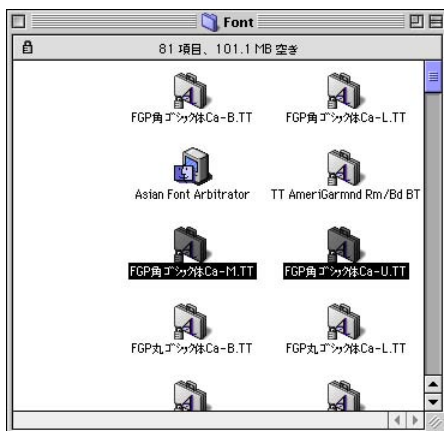 Font
81 項目、101.1 MB 空き
FGP角ゴシック体Ca-B.TT
FGP角ゴシック体Ca-L.TT
Asian Font Arbitrator
TT AmeriGarmnd Rm/Bd BT
FGP角ゴシック体Ca-M.TT
FGP角ゴシック体Ca-U.TT
FGP丸ゴシック体Ca-B.TT
FGP丸ゴシック体Ca-L.TT